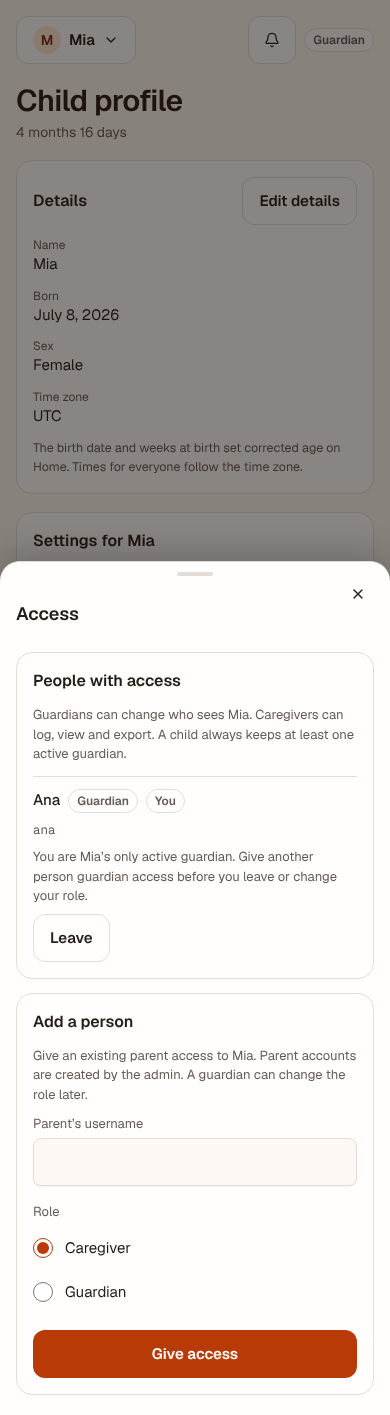 M Mia
Guardian
Child profile
4 months 16 days
Details
Edit details
Name
Mia
Born
July 8, 2026
Sex
Female
Time zone
UTC
The birth date and weeks at birth set corrected age on
Home. Times for everyone follow the time zone.
Settings for Mia
Access
People with access
Guardians can change who sees Mia. Caregivers can
log, view and export. A child always keeps at least one
active guardian.
Ana Guardian You
ana
You are Mia's only active guardian. Give another
person guardian access before you leave or change
your role.
Leave
Add a person
Give an existing parent access to Mia. Parent accounts
are created by the admin. A guardian can change the
role later.
Parent's username
Role
Caregiver
Guardian
Give access